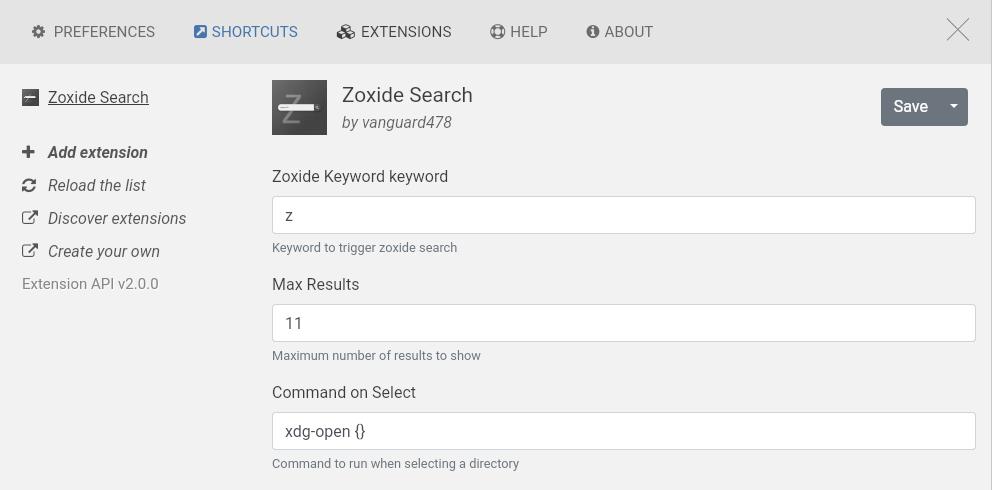 PREFERENCES SHORTCUTS EXTENSIONS HELP ABOUT
Zoxide Search
Add extension
Reload the list
Discover extensions
Create your own
Extension API v2.0.0
Z
Zoxide Search
by vanguard478
Save
Zoxide Keyword keyword
z
Keyword to trigger zoxide search
Max Results
11
Maximum number of results to show
Command on Select
xdg-open {}
Command to run when selecting a directory